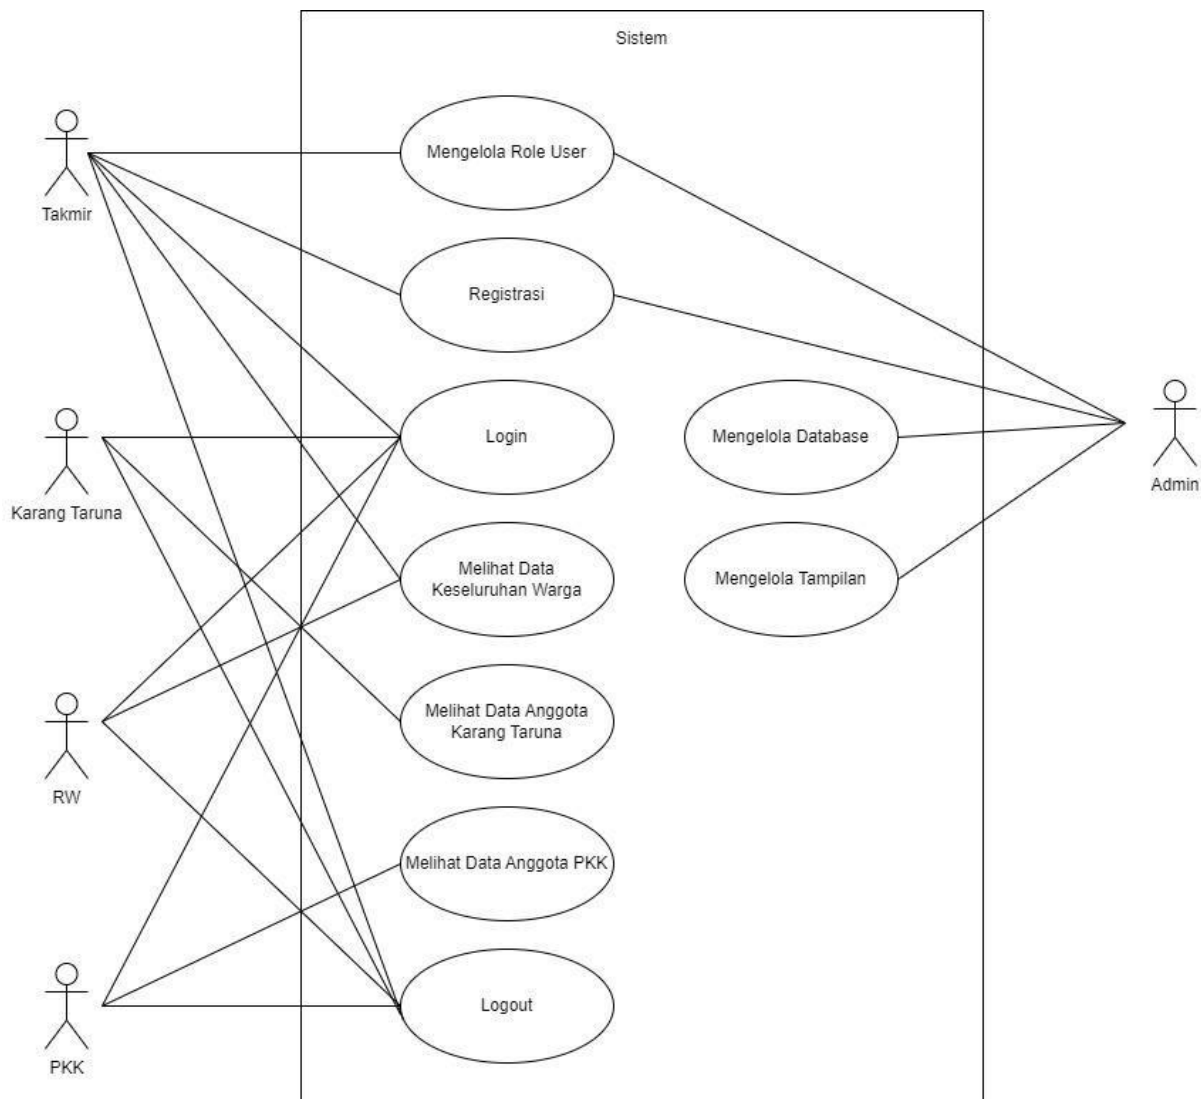 Sistem
Takmir
Mengelola Role User
Registrasi
Karang Taruna
Login
Mengelola Database
Admin
Melihat Data
Keseluruhan Warga
Mengelola Tampilan
RW
Melihat Data Anggota
Karang Taruna
Melihat Data Anggota PKK
PKK
Logout